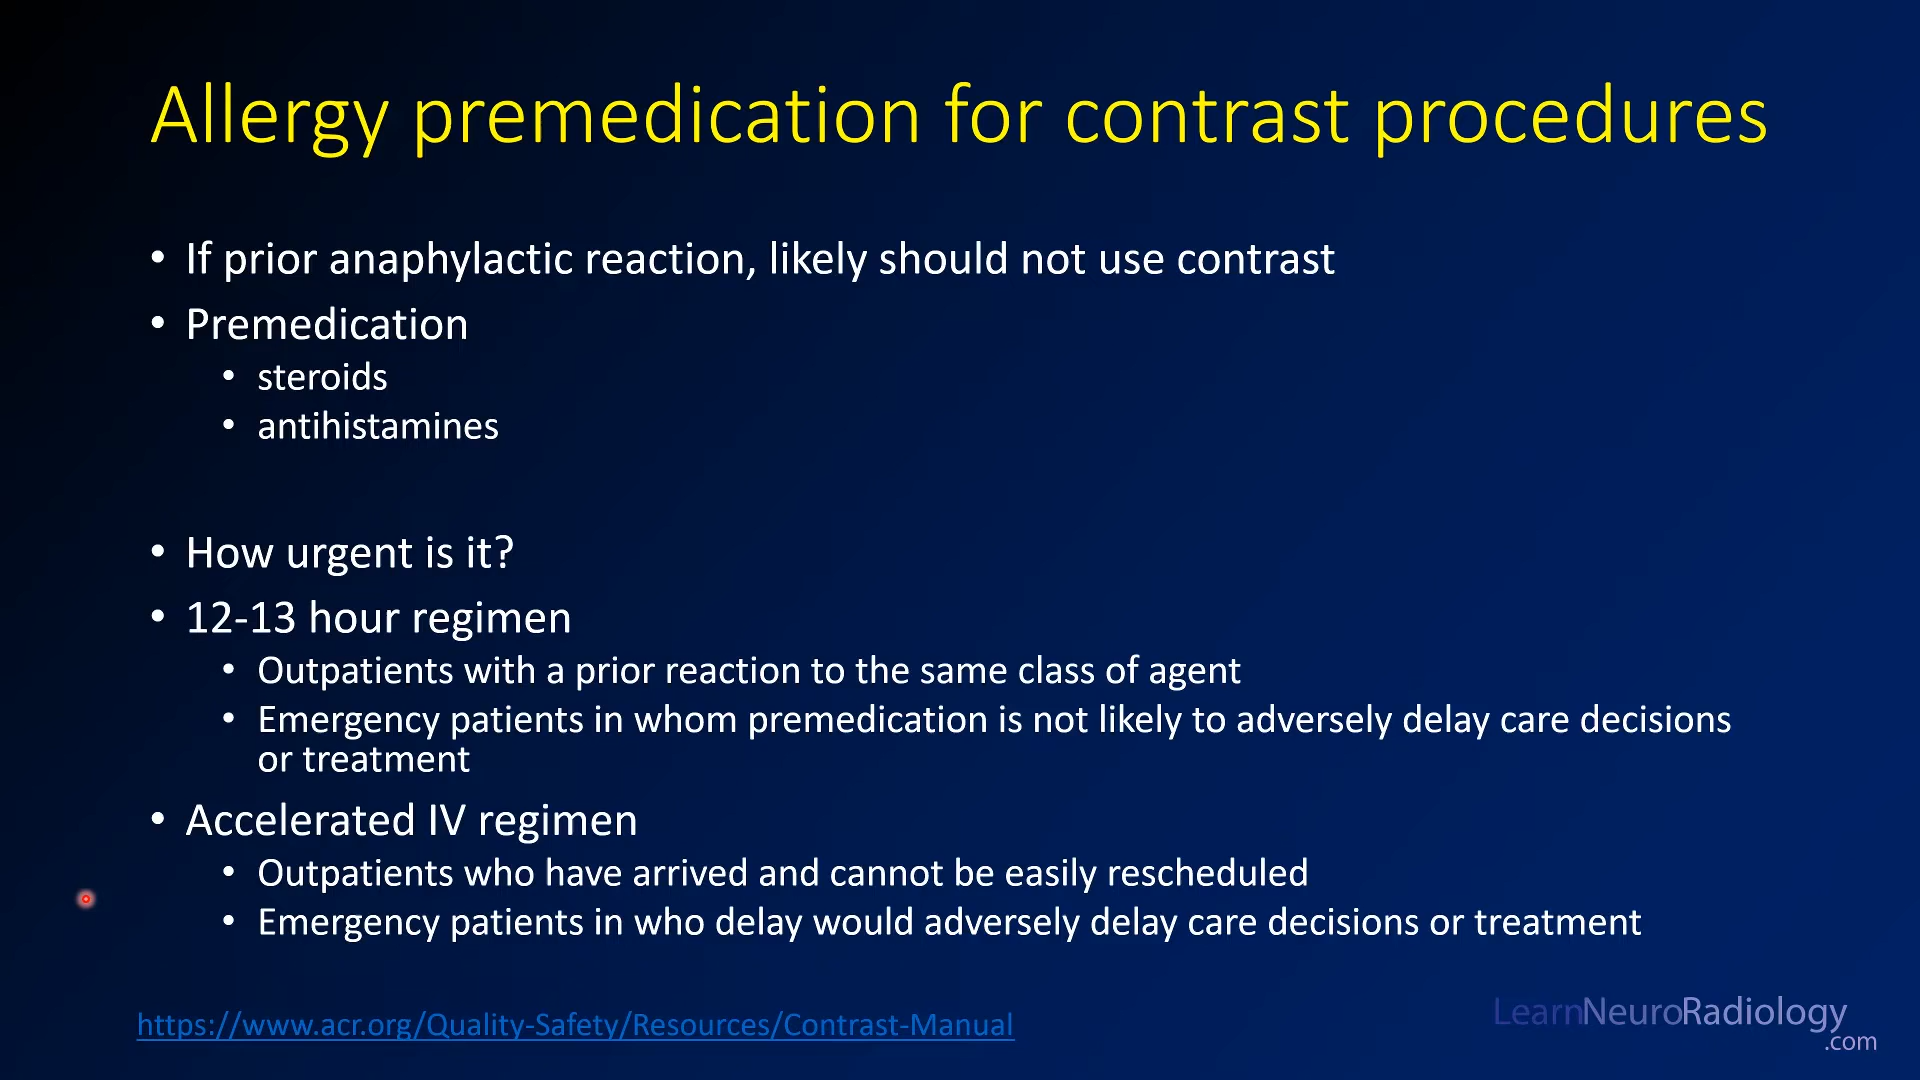 Allergy premedication for contrast procedures
• If prior anaphylactic reaction, likely should not use contrast
• Premedication
• steroids
• antihistamines
• How urgent is it?
• 12-13 hour regimen
• Outpatients with a prior reaction to the same class of agent
• Emergency patients in whom premedication is not likely to adversely delay care decisions
or treatment
• Accelerated IV regimen
• Outpatients who have arrived and cannot be easily rescheduled
• Emergency patients in who delay would adversely delay care decisions or treatment
https://www.acr.org/Quality-Safety/Resources/Contrast-Manual
LearnNeuroRadiology
.com